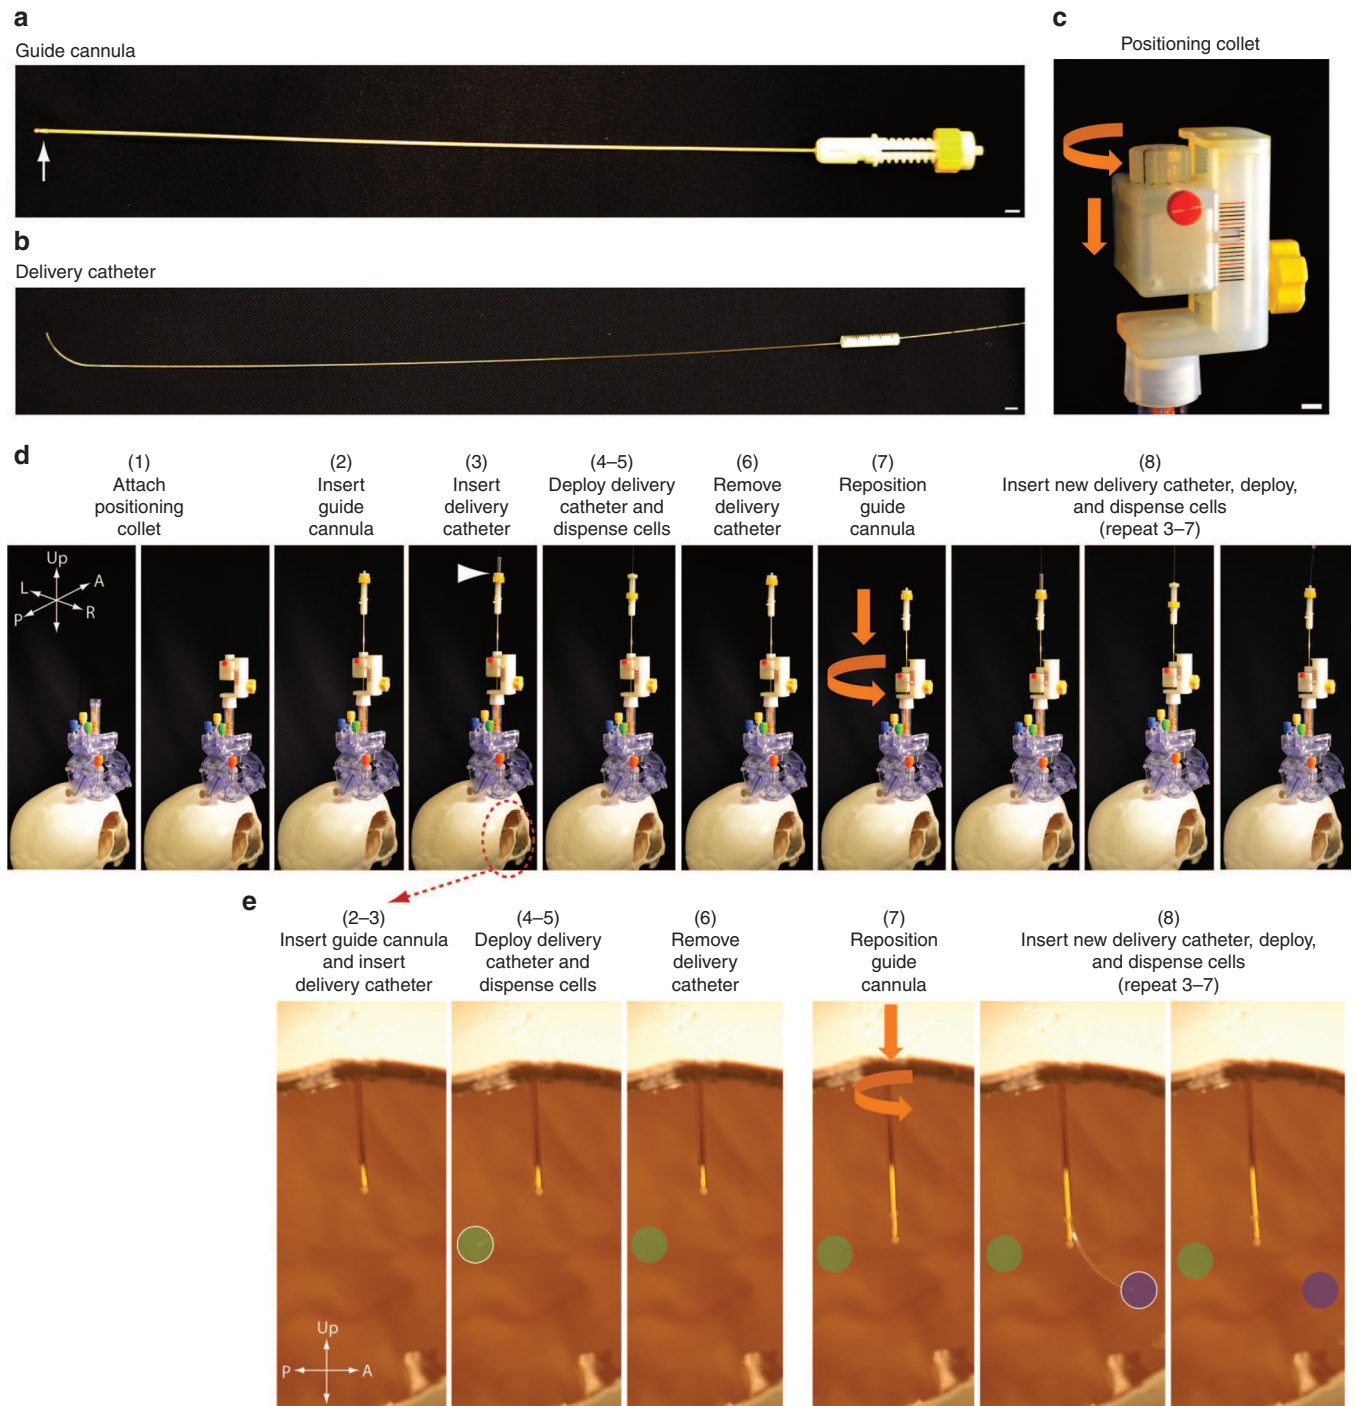 a
Guide cannula
b
Delivery catheter
c
Positioning collet
d
(1)
Attach
positioning
collet
(2)
Insert
guide
cannula
(3)
Insert
delivery
catheter
(4–5)
Deploy delivery
catheter and
dispense cells
(6)
Remove
delivery
catheter
(7)
Reposition
guide
cannula
(8)
Insert new delivery catheter, deploy,
and dispense cells
(repeat 3–7)
Up
L
A
P
R
e
(2–3)
Insert guide cannula
and insert
delivery catheter
(4–5)
Deploy delivery
catheter and
dispense cells
(6)
Remove
delivery
catheter
(7)
Reposition
guide
cannula
(8)
Insert new delivery catheter, deploy,
and dispense cells
(repeat 3–7)
Up
P
A